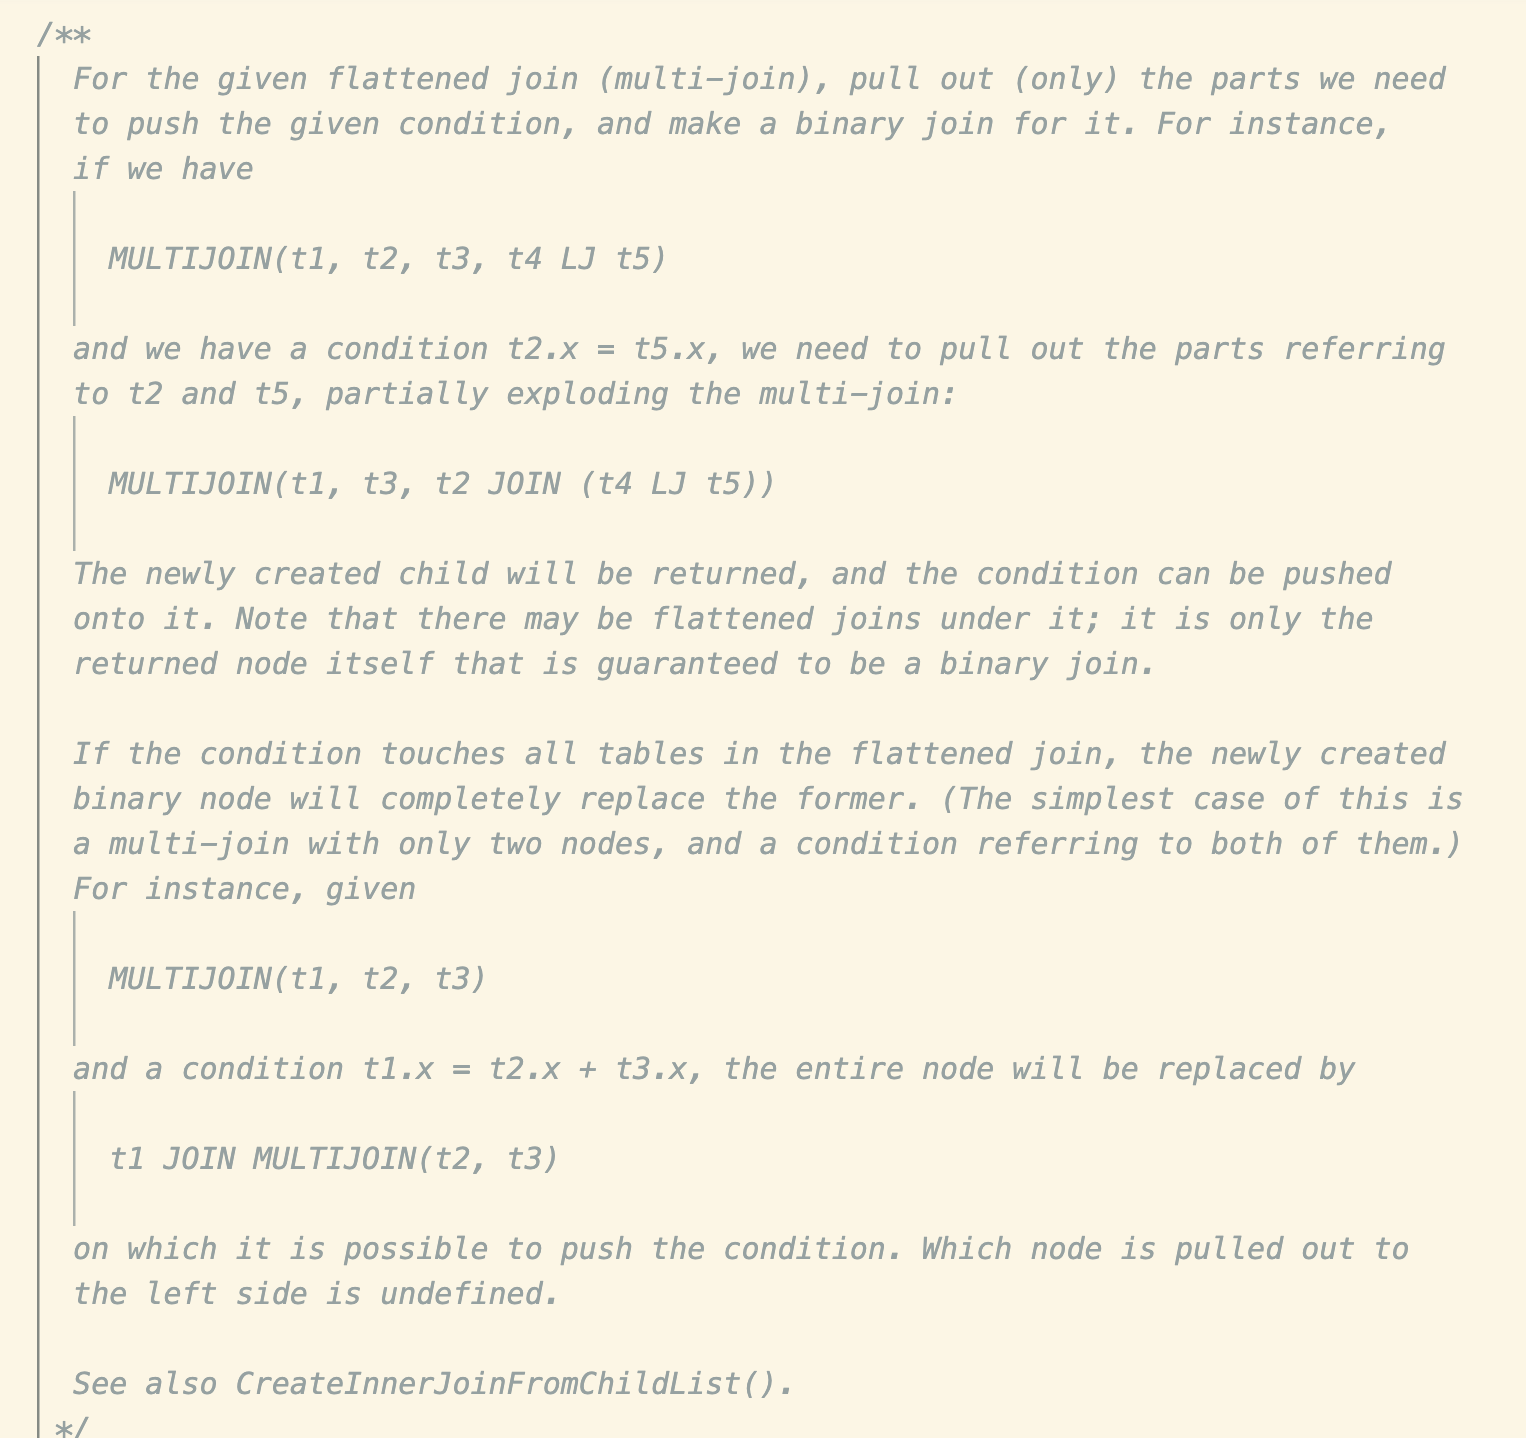 /**
For the given flattened join (multi-join), pull out (only) the parts we need
to push the given condition, and make a binary join for it. For instance,
if we have
MULTIJOIN(t1, t2, t3, t4 LJ t5)
and we have a condition t2.x = t5.x, we need to pull out the parts referring
to t2 and t5, partially exploding the multi-join:
MULTIJOIN(t1, t3, t2 JOIN (t4 LJ t5))
The newly created child will be returned, and the condition can be pushed
onto it. Note that there may be flattened joins under it; it is only the
returned node itself that is guaranteed to be a binary join.
If the condition touches all tables in the flattened join, the newly created
binary node will completely replace the former. (The simplest case of this is
a multi-join with only two nodes, and a condition referring to both of them.)
For instance, given
MULTIJOIN(t1, t2, t3)
and a condition t1.x = t2.x + t3.x, the entire node will be replaced by
t1 JOIN MULTIJOIN(t2, t3)
on which it is possible to push the condition. Which node is pulled out to
the left side is undefined.
See also CreateInnerJoinFromChildList().
*/